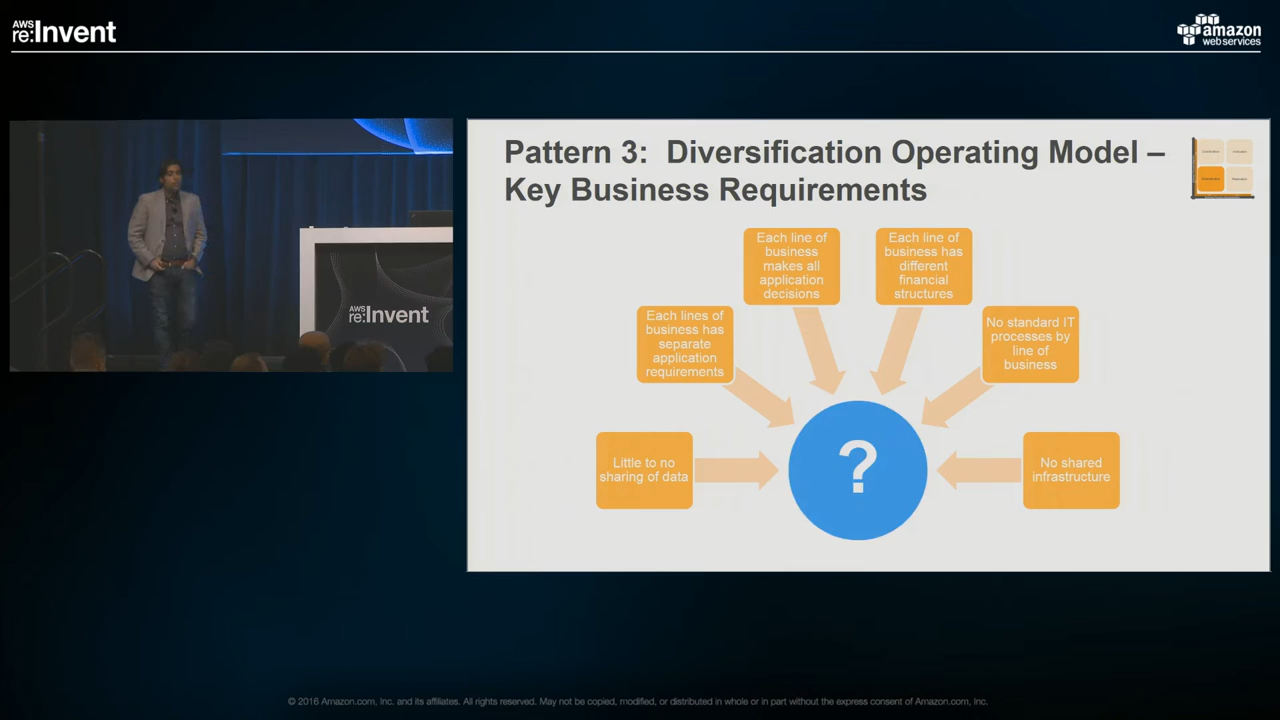 AWS
re:Invent
amazon
web services
Pattern 3: Diversification Operating Model –
Key Business Requirements
Each line of
business
makes all
application
decisions
Each line of
business has
different
financial
structures
Each lines of
business has
separate
application
requirements
No standard IT
processes by
line of
business
Little to no
sharing of data
?
No shared
infrastructure
AWS
re:Invent
© 2016 Amazon.com, Inc. and its affiliates. All rights reserved. May not be copied, modified, or distributed in whole or in part without the express consent of Amazon.com, Inc.